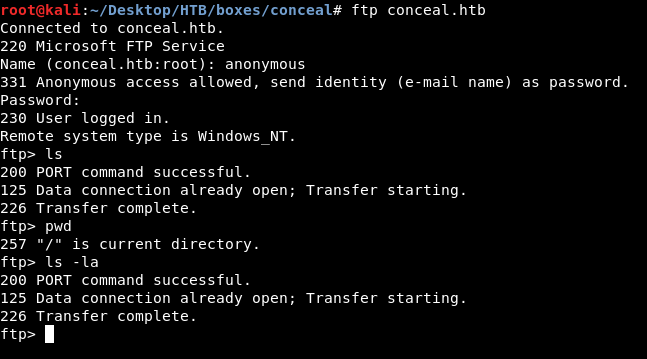 root@kali:~/Desktop/HTB/boxes/conceal# ftp conceal.htb
Connected to conceal.htb.
220 Microsoft FTP Service
Name (conceal.htb:root): anonymous
331 Anonymous access allowed, send identity (e-mail name) as password.
Password:
230 User logged in.
Remote system type is Windows_NT.
ftp> ls
200 PORT command successful.
125 Data connection already open; Transfer starting.
226 Transfer complete.
ftp> pwd
257 "/" is current directory.
ftp> ls -la
200 PORT command successful.
125 Data connection already open; Transfer starting.
226 Transfer complete.
ftp>